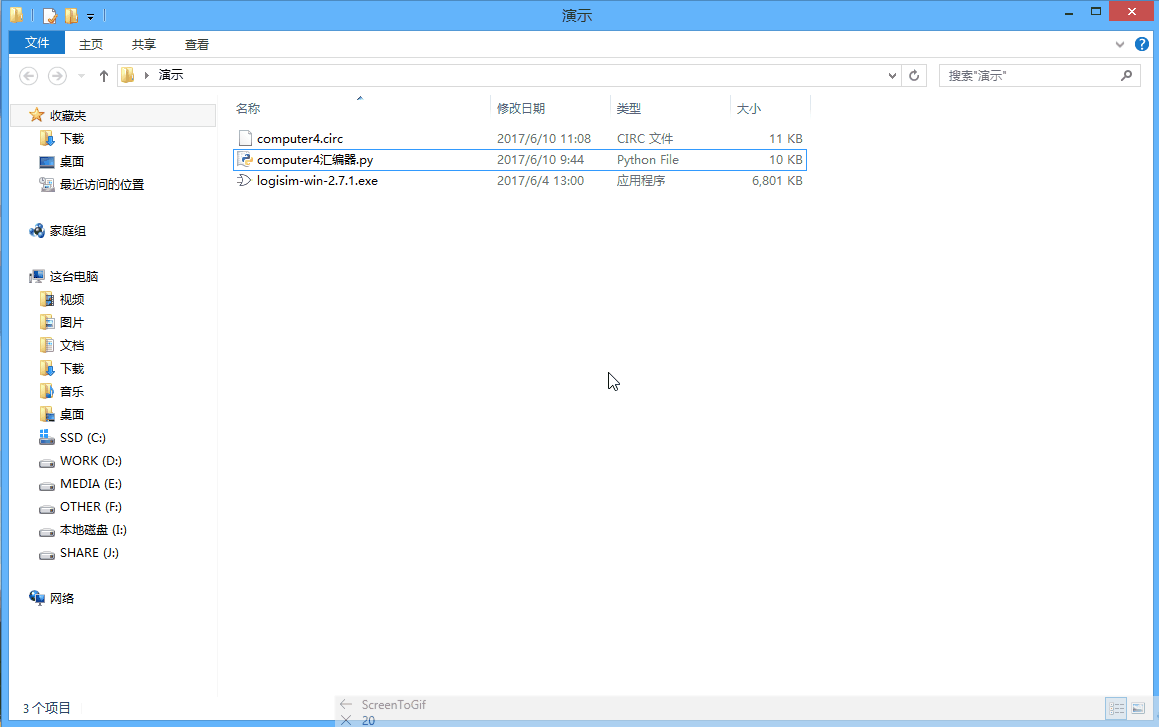 演示
文件 主页 共享 查看
演示 搜索"演示"
名称 修改日期 类型 大小
computer4.circ 2017/6/10 11:08 CIRC 文件 11 KB
computer4汇编器.py 2017/6/10 9:44 Python File 10 KB
logisim-win-2.7.1.exe 2017/6/4 13:00 应用程序 6,801 KB
收藏夹
下载
桌面
最近访问的位置
家庭组
这台电脑
视频
图片
文档
下载
音乐
桌面
SSD (C:)
WORK (D:)
MEDIA (E:)
OTHER (F:)
本地磁盘 (I:)
SHARE (J:)
网络
3 个项目
ScreenToGif
20